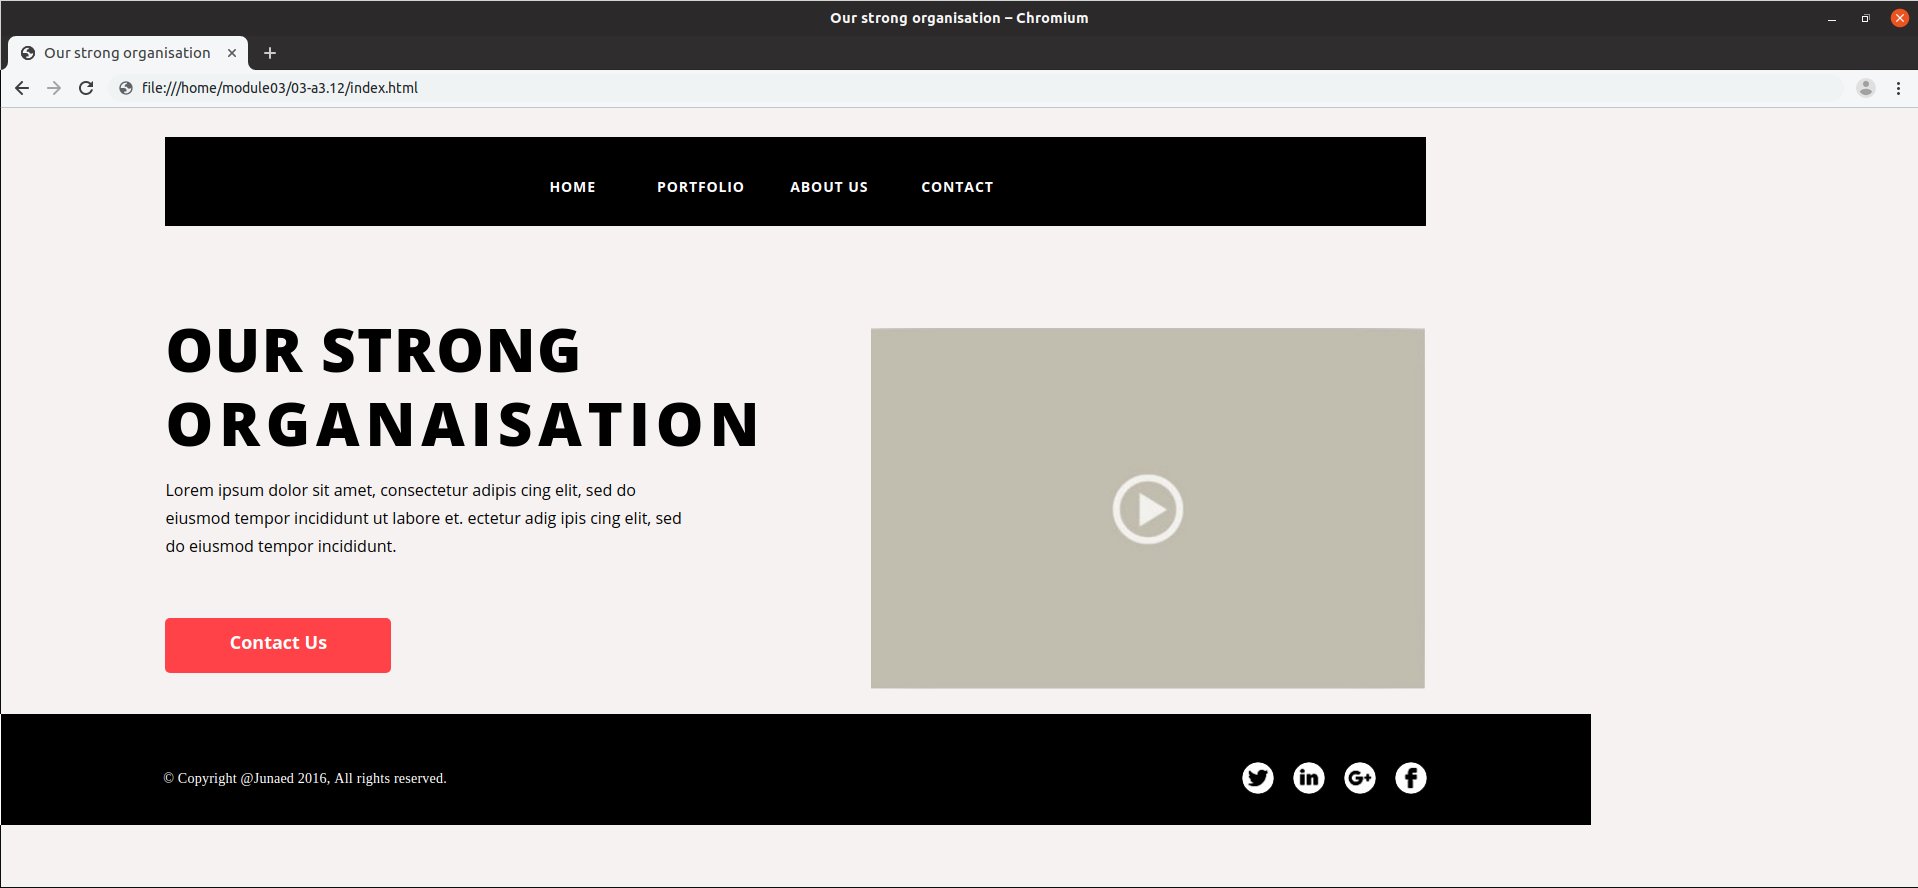 Our strong organisation – Chromium
Our strong organisation
file:///home/module03/03-a3.12/index.html
HOME PORTFOLIO ABOUT US CONTACT
OUR STRONG
ORGANAISATION
Lorem ipsum dolor sit amet, consectetur adipis cing elit, sed do
eiusmod tempor incididunt ut labore et. ectetur adig ipis cing elit, sed
do eiusmod tempor incididunt.
Contact Us
© Copyright @Junaed 2016, All rights reserved.
in G+ f